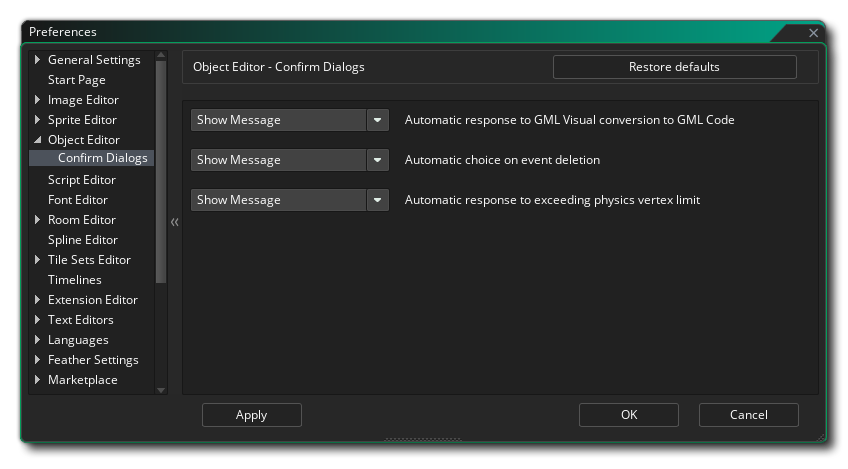 Preferences
General Settings
Start Page
Image Editor
Sprite Editor
Object Editor
Confirm Dialogs
Script Editor
Font Editor
Room Editor
Spline Editor
Tile Sets Editor
Timelines
Extension Editor
Text Editors
Languages
Feather Settings
Marketplace
Object Editor - Confirm Dialogs
Restore defaults
Show Message Automatic response to GML Visual conversion to GML Code
Show Message Automatic choice on event deletion
Show Message Automatic response to exceeding physics vertex limit
Apply OK Cancel